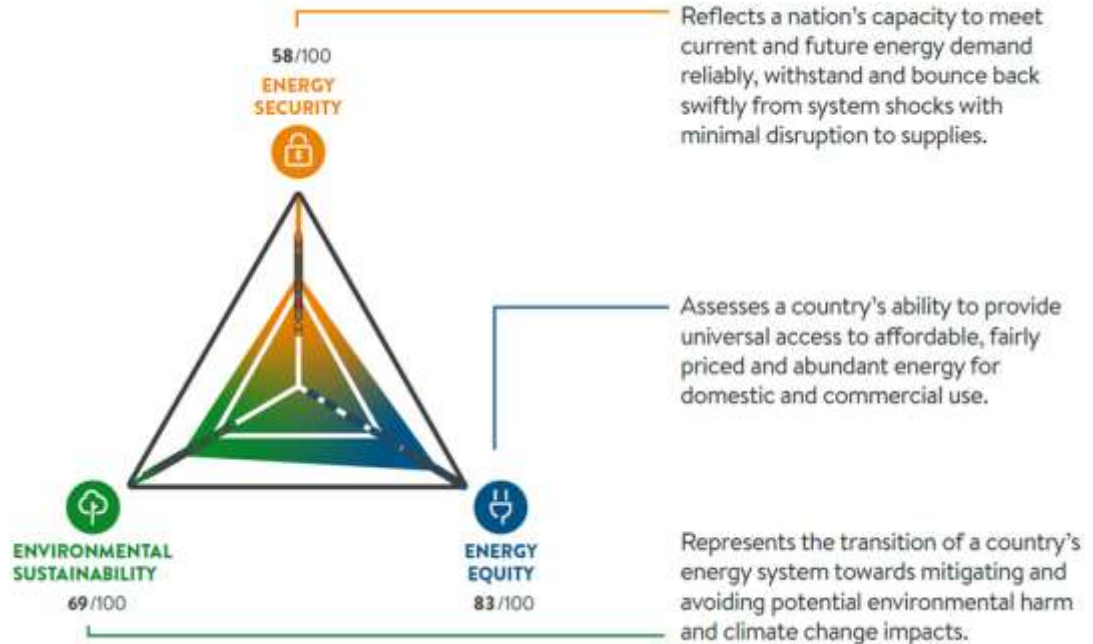 58/100
ENERGY
SECURITY
Reflects a nation's capacity to meet
current and future energy demand
reliably, withstand and bounce back
swiftly from system shocks with
minimal disruption to supplies.
Assesses a country's ability to provide
universal access to affordable, fairly
priced and abundant energy for
domestic and commercial use.
ENVIRONMENTAL
SUSTAINABILITY
69/100
ENERGY
EQUITY
83/100
Represents the transition of a country's
energy system towards mitigating and
avoiding potential environmental harm
and climate change impacts.